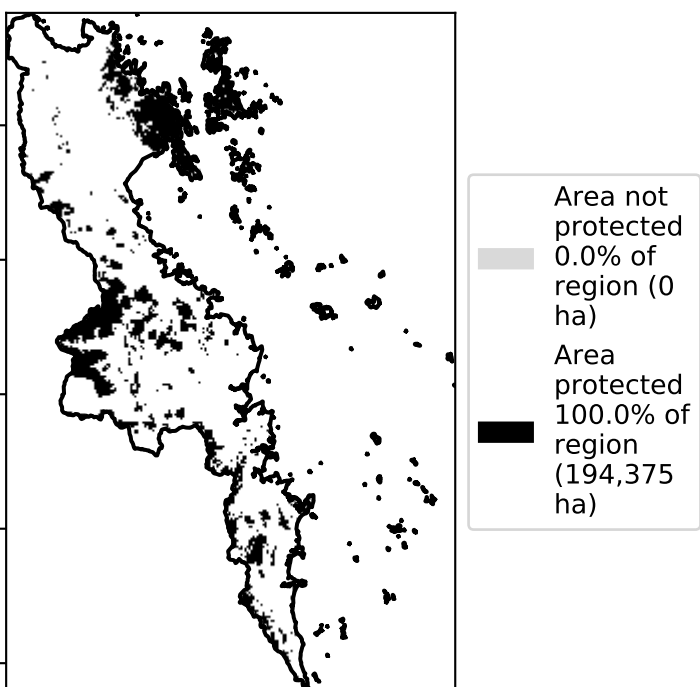 Area not
protected
0.0% of
region (0
ha)
Area
protected
100.0% of
region
(194,375
ha)